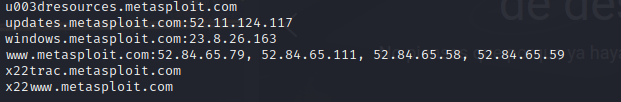 u003dresources.metasploit.com
updates.metasploit.com:52.11.124.117
windows.metasploit.com:23.8.26.163
www.metasploit.com:52.84.65.79, 52.84.65.111, 52.84.65.58, 52.84.65.59
x22trac.metasploit.com
x22www.metasploit.com